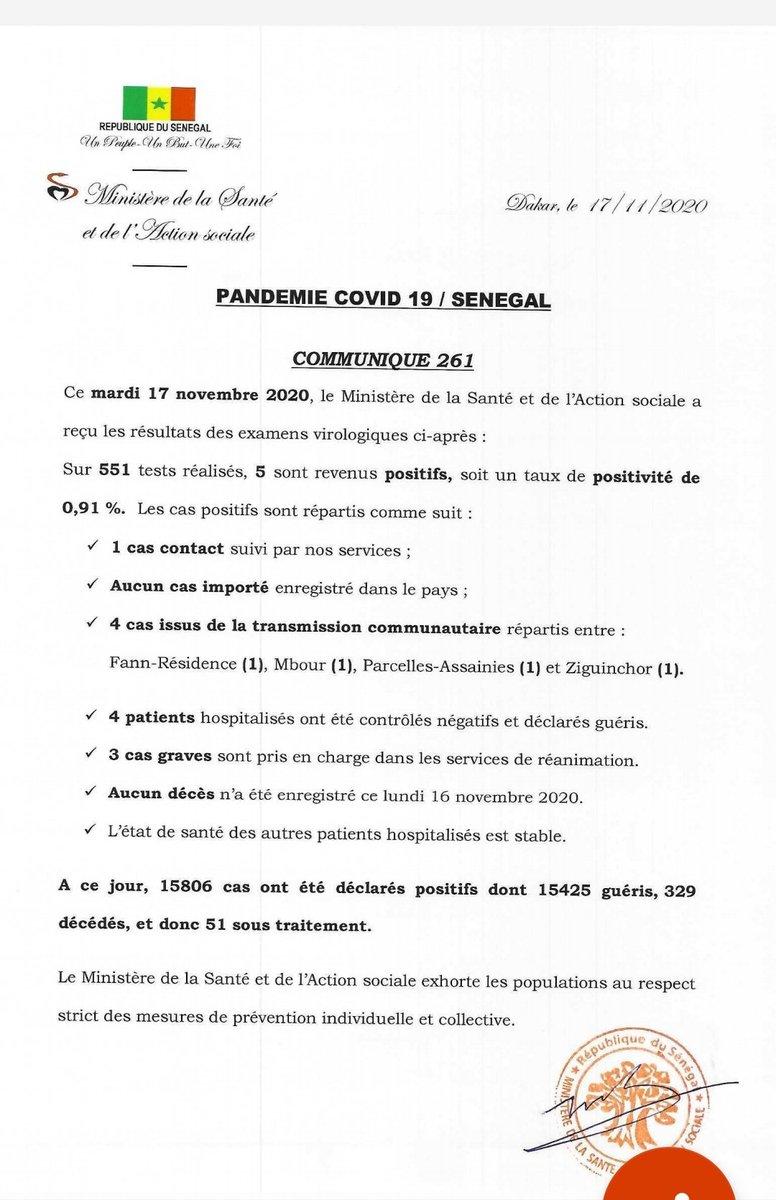 REPUBLIQUE DU SENEGAL
Un Peuple-Un But-Une Foi
Ministère de la Santé
et de l'Action sociale
Dakar, le 17/11/2020
PANDEMIE COVID 19 / SENEGAL
COMMUNIQUE 261
Ce mardi 17 novembre 2020, le Ministère de la Santé et de l'Action sociale a
reçu les résultats des examens virologiques ci-après :
Sur 551 tests réalisés, 5 sont revenus positifs, soit un taux de positivité de
0,91 %. Les cas positifs sont répartis comme suit :
✓ 1 cas contact suivi par nos services ;
✓ Aucun cas importé enregistré dans le pays ;
✓ 4 cas issus de la transmission communautaire répartis entre :
Fann-Résidence (1), Mbour (1), Parcelles-Assainies (1) et Ziguinchor (1).
✓ 4 patients hospitalisés ont été contrôlés négatifs et déclarés guéris.
✓ 3 cas graves sont pris en charge dans les services de réanimation.
✓ Aucun décès n'a été enregistré ce lundi 16 novembre 2020.
✓ L'état de santé des autres patients hospitalisés est stable.
A ce jour, 15806 cas ont été déclarés positifs dont 15425 guéris, 329
décédés, et donc 51 sous traitement.
Le Ministère de la Santé et de l'Action sociale exhorte les populations au respect
strict des mesures de prévention individuelle et collective.
République du Sénégal
MINISTERE DE LA SANTE
SOCIALE